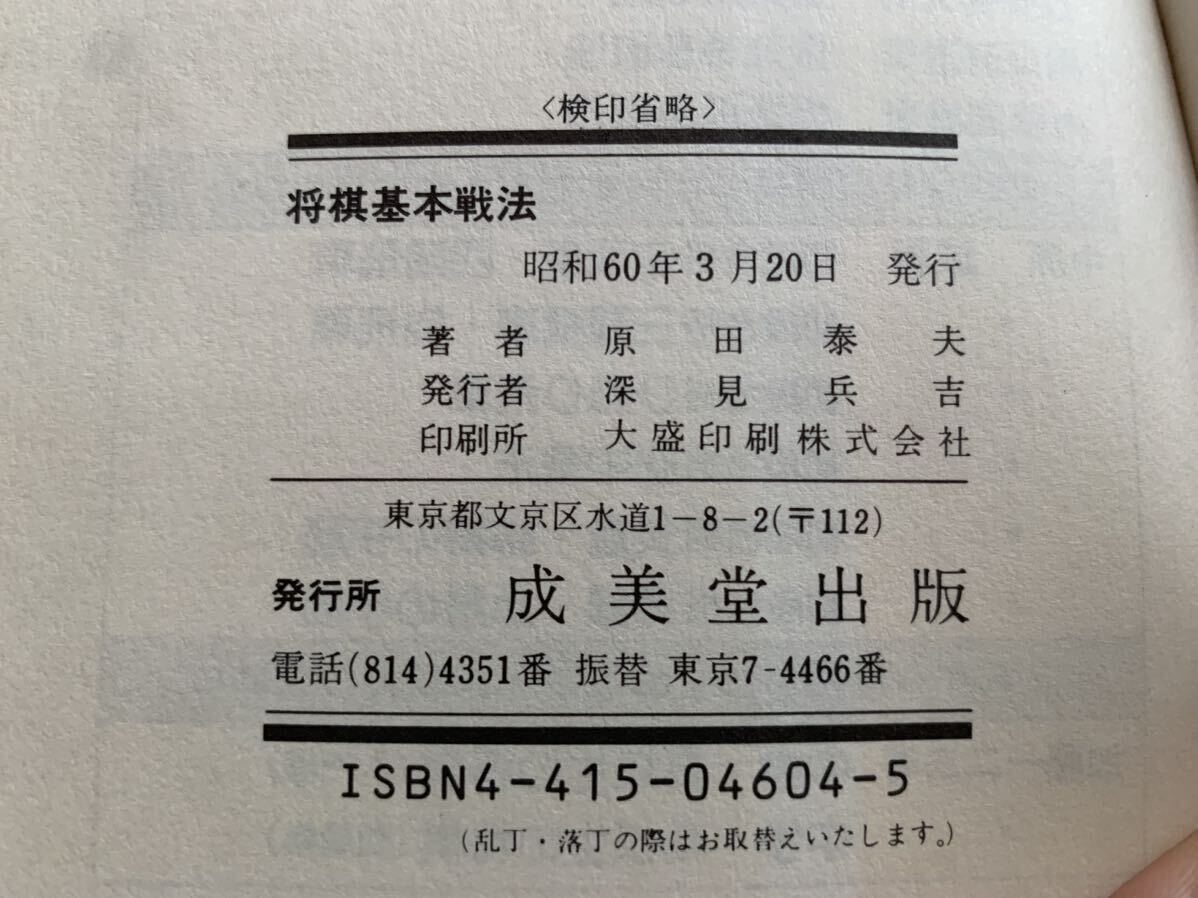 〈検印省略〉
将棋基本戦法
昭和60年3月20日 発行
著者 原田泰夫
発行者 深見兵吉
印刷所 大盛印刷株式会社
東京都文京区水道1-8-2(〒112)
発行所 成美堂出版
電話(814)4351番 振替 東京7-4466番
ISBN4-415-04604-5
(乱丁・落丁の際はお取替えいたします。)